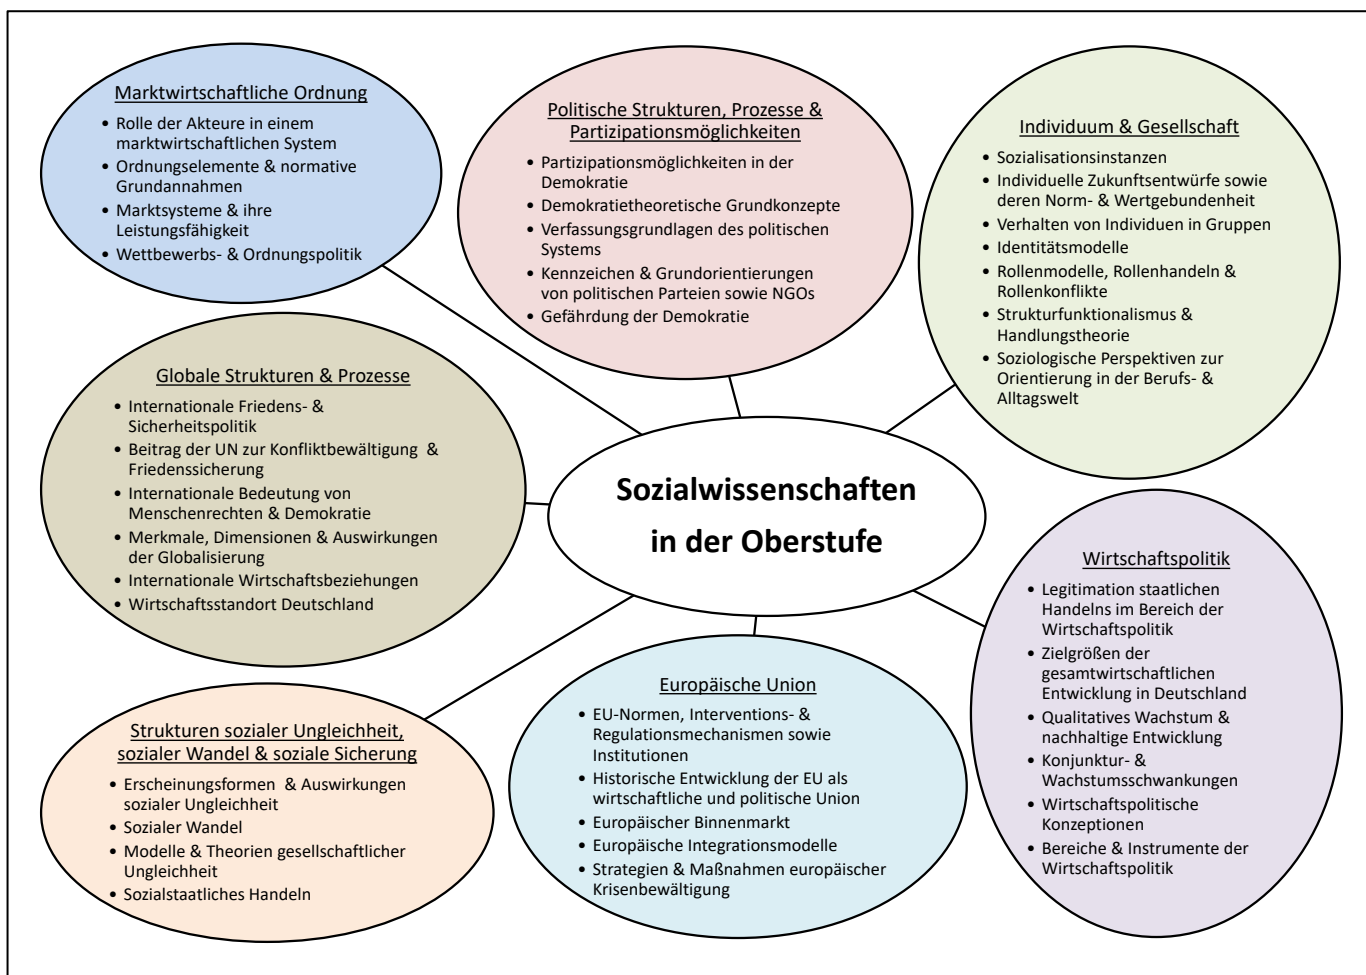 Marktwirtschaftliche Ordnung
• Rolle der Akteure in einem
marktwirtschaftlichen System
• Ordnungselemente & normative
Grundannahmen
• Marktsysteme & ihre
Leistungsfähigkeit
• Wettbewerbs- & Ordnungspolitik
Politische Strukturen, Prozesse &
Partizipationsmöglichkeiten
• Partizipationsmöglichkeiten in der
Demokratie
• Demokratietheoretische Grundkonzepte
• Verfassungsgrundlagen des politischen
Systems
• Kennzeichen & Grundorientierungen
von politischen Parteien sowie NGOs
• Gefährdung der Demokratie
Individuum & Gesellschaft
• Sozialisationsinstanzen
• Individuelle Zukunftsentwürfe sowie
deren Norm- & Wertgebundenheit
• Verhalten von Individuen in Gruppen
• Identitätsmodelle
• Rollenmodelle, Rollenhandeln &
Rollenkonflikte
• Strukturfunktionalismus &
Handlungstheorie
• Soziologische Perspektiven zur
Orientierung in der Berufs- &
Alltagswelt
Globale Strukturen & Prozesse
• Internationale Friedens- &
Sicherheitspolitik
• Beitrag der UN zur Konfliktbewältigung &
Friedenssicherung
• Internationale Bedeutung von
Menschenrechten & Demokratie
• Merkmale, Dimensionen & Auswirkungen
der Globalisierung
• Internationale Wirtschaftsbeziehungen
• Wirtschaftsstandort Deutschland
Sozialwissenschaften
in der Oberstufe
Wirtschaftspolitik
• Legitimation staatlichen
Handelns im Bereich der
Wirtschaftspolitik
• Zielgrößen der
gesamtwirtschaftlichen
Entwicklung in Deutschland
• Qualitatives Wachstum &
nachhaltige Entwicklung
• Konjunktur- &
Wachstumsschwankungen
• Wirtschaftspolitische
Konzeptionen
• Bereiche & Instrumente der
Wirtschaftspolitik
Strukturen sozialer Ungleichheit,
sozialer Wandel & soziale Sicherung
• Erscheinungsformen & Auswirkungen
sozialer Ungleichheit
• Sozialer Wandel
• Modelle & Theorien gesellschaftlicher
Ungleichheit
• Sozialstaatliches Handeln
Europäische Union
• EU-Normen, Interventions- &
Regulationsmechanismen sowie
Institutionen
• Historische Entwicklung der EU als
wirtschaftliche und politische Union
• Europäischer Binnenmarkt
• Europäische Integrationsmodelle
• Strategien & Maßnahmen europäischer
Krisenbewältigung